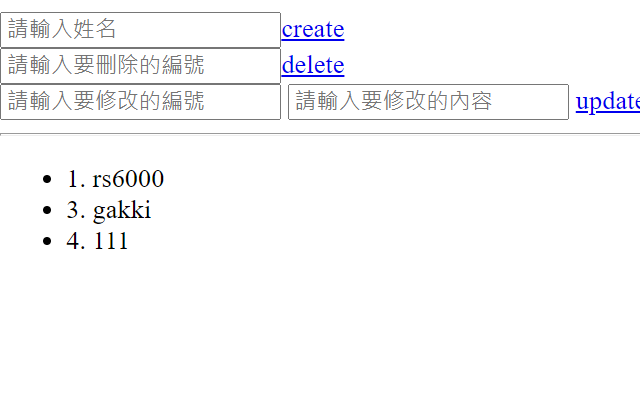 請輸入姓名 create
請輸入要刪除的編號 delete
請輸入要修改的編號 請輸入要修改的內容 update
1. rs6000
3. gakki
4. 111